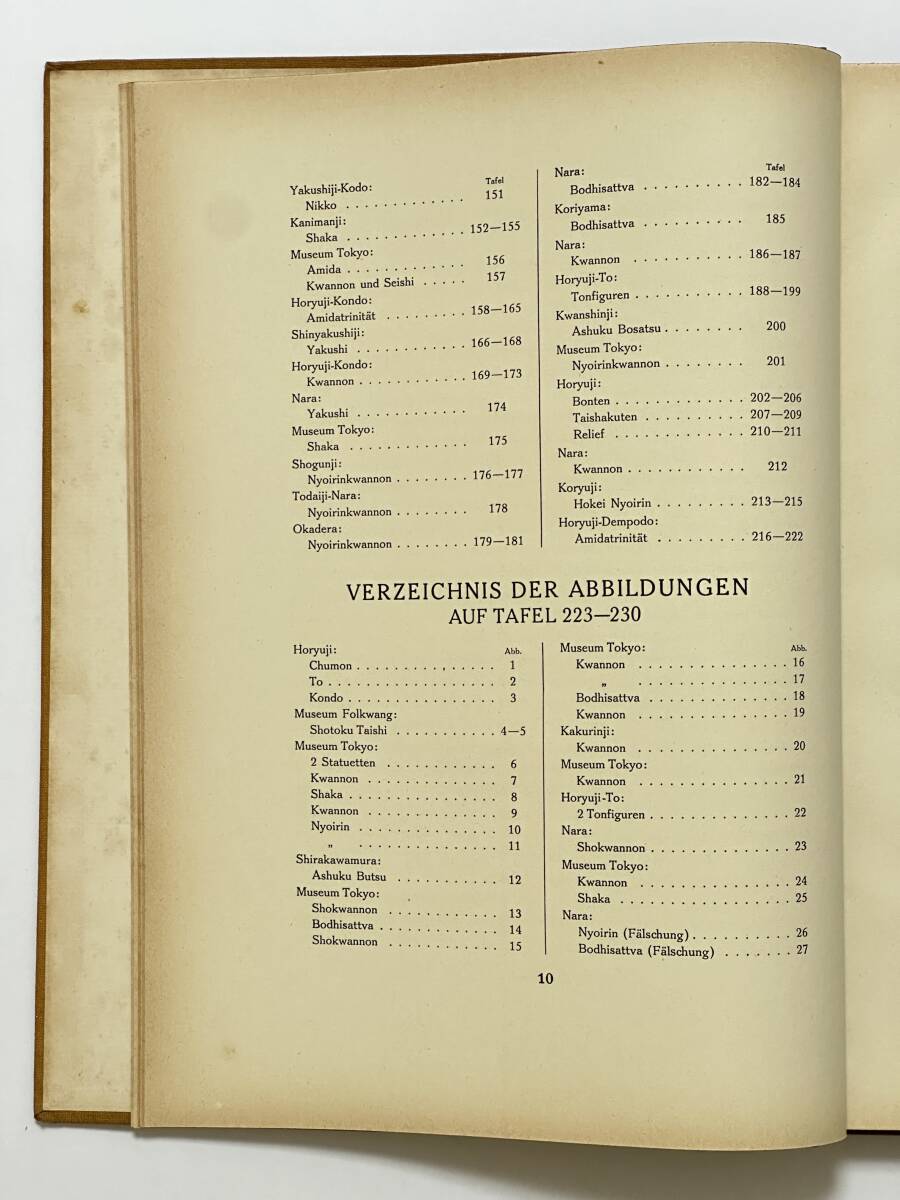 Tafel
Yakushiji-Kodo:
Nikko . . . . . . . . . . . . . 151
Kanimanji:
Shaka . . . . . . . . . . . . . 152—155
Museum Tokyo:
Amida . . . . . . . . . . . . . 156
Kwannon und Seishi . . . . . 157
Horyuji-Kondo:
Amidatrinität . . . . . . . . . 158—165
Shinyakushiji:
Yakushi . . . . . . . . . . . . 166—168
Horyuji-Kondo:
Kwannon . . . . . . . . . . . . 169—173
Nara:
Yakushi . . . . . . . . . . . . 174
Museum Tokyo:
Shaka . . . . . . . . . . . . . 175
Shogunji:
Nyoirinkwannon . . . . . . . . 176—177
Todaiji-Nara:
Nyoirinkwannon . . . . . . . . 178
Okadera:
Nyoirinkwannon . . . . . . . . 179—181
Tafel
Nara:
Bodhisattva . . . . . . . . . . 182—184
Koriyama:
Bodhisattva . . . . . . . . . . 185
Nara:
Kwannon . . . . . . . . . . . 186—187
Horyuji-To:
Tonfiguren . . . . . . . . . . . 188—199
Kwanshinji:
Ashuku Bosatsu . . . . . . . . 200
Museum Tokyo:
Nyoirinkwannon . . . . . . . . 201
Horyuji:
Bonten . . . . . . . . . . . . . 202—206
Taishakuten . . . . . . . . . . 207—209
Relief . . . . . . . . . . . . . 210—211
Nara:
Kwannon . . . . . . . . . . . . 212
Koryuji:
Hokei Nyoirin . . . . . . . . . 213—215
Horyuji-Dempodo:
Amidatrinität . . . . . . . . . 216—222
VERZEICHNIS DER ABBILDUNGEN
AUF TAFEL 223—230
Horyuji: Abb.
Chumon . . . . . . . . . . . . . . 1
To . . . . . . . . . . . . . . . . . 2
Kondo . . . . . . . . . . . . . . . 3
Museum Folkwang:
Shotoku Taishi . . . . . . . . . . . 4—5
Museum Tokyo:
2 Statuetten . . . . . . . . . . . . 6
Kwannon . . . . . . . . . . . . . 7
Shaka . . . . . . . . . . . . . . . 8
Kwannon . . . . . . . . . . . . . 9
Nyoirin . . . . . . . . . . . . . . 10
„ . . . . . . . . . . . . . . 11
Shirakawamura:
Ashuku Butsu . . . . . . . . . . . 12
Museum Tokyo:
Shokwannon . . . . . . . . . . . . 13
Bodhisattva . . . . . . . . . . . . 14
Shokwannon . . . . . . . . . . . . 15
Museum Tokyo: Abb.
Kwannon . . . . . . . . . . . . . . 16
„ . . . . . . . . . . . . . . 17
Bodhisattva . . . . . . . . . . . . . 18
Kwannon . . . . . . . . . . . . . . 19
Kakurinji:
Kwannon . . . . . . . . . . . . . . 20
Museum Tokyo:
Kwannon . . . . . . . . . . . . . . 21
Horyuji-To:
2 Tonfiguren . . . . . . . . . . . . . 22
Nara:
Shokwannon . . . . . . . . . . . . . 23
Museum Tokyo:
Kwannon . . . . . . . . . . . . . . 24
Shaka . . . . . . . . . . . . . . . . 25
Nara:
Nyoirin (Fälschung) . . . . . . . . . . 26
Bodhisattva (Fälschung) . . . . . . . 27
10